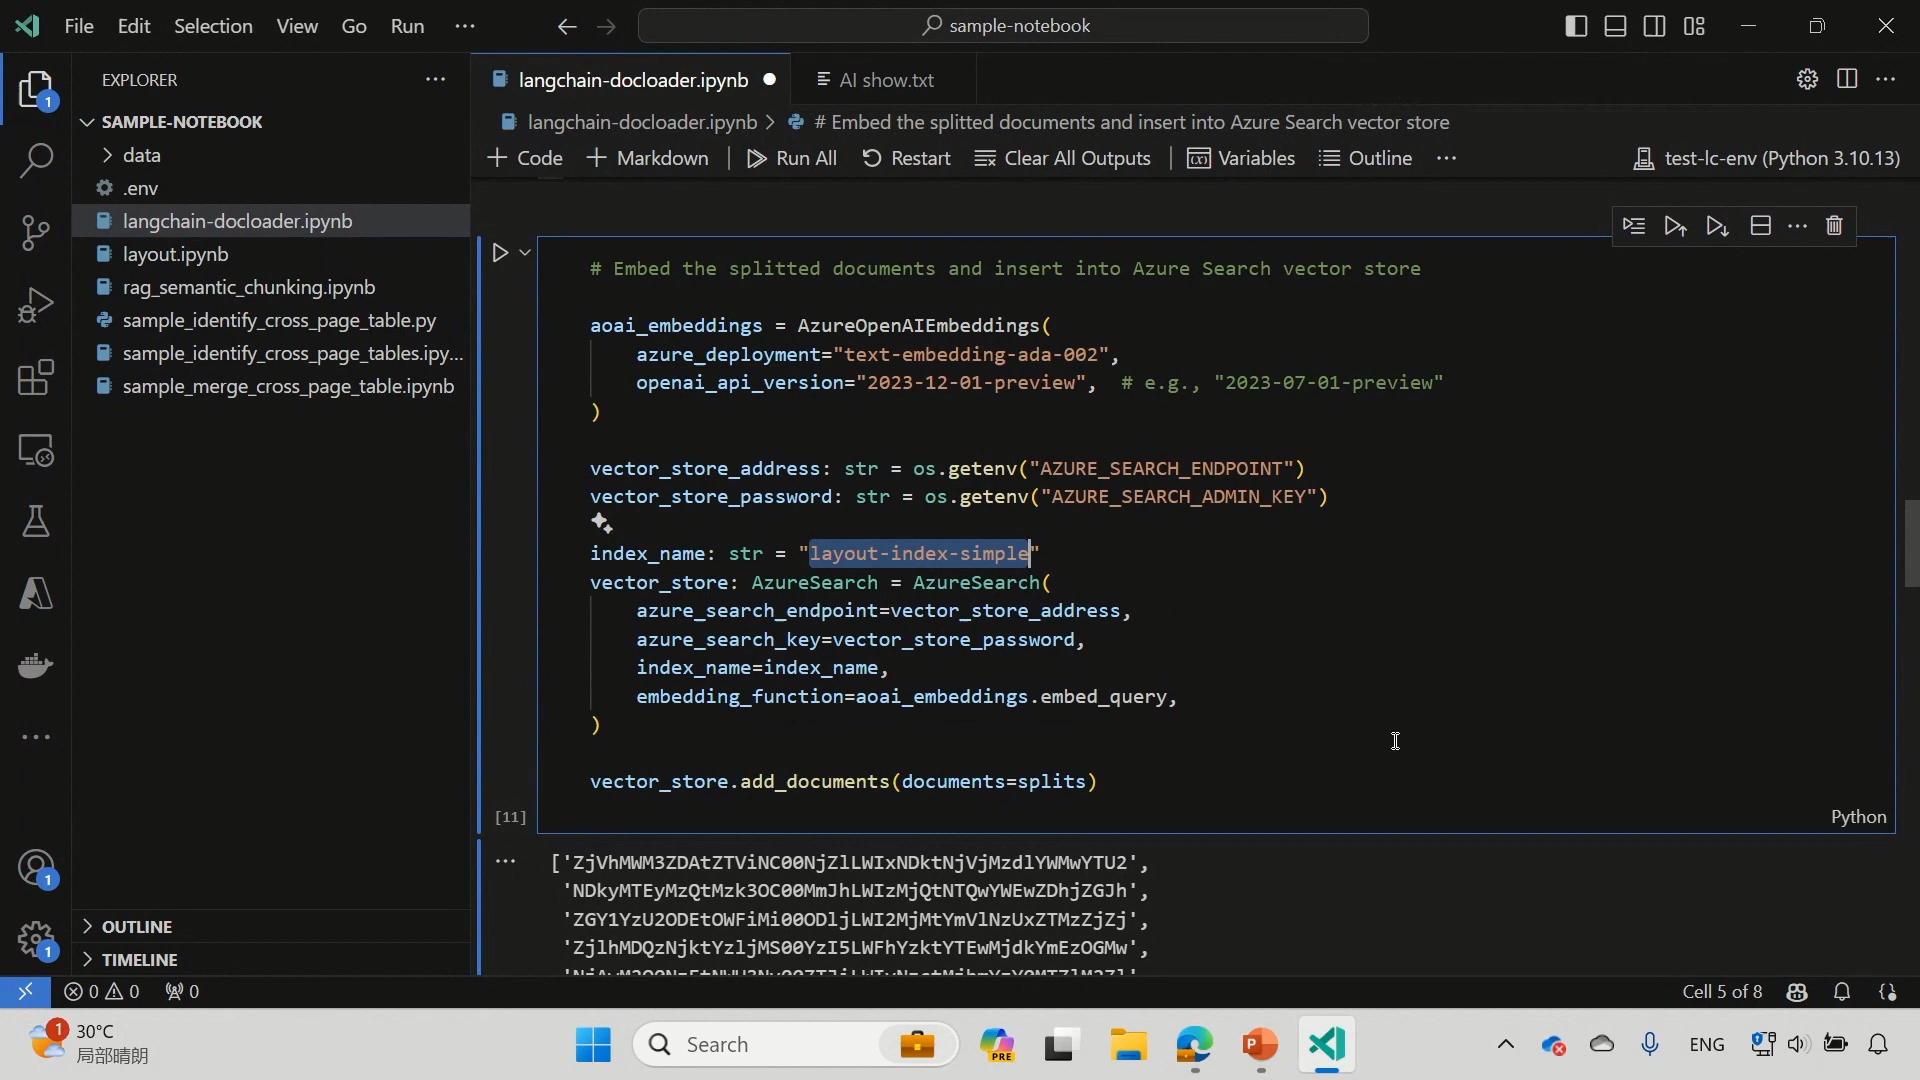 File Edit Selection View Go Run ···
sample-notebook
EXPLORER
SAMPLE-NOTEBOOK
data
.env
langchain-docloader.ipynb
layout.ipynb
rag_semantic_chunking.ipynb
sample_identify_cross_page_table.py
sample_identify_cross_page_tables.ipy...
sample_merge_cross_page_table.ipynb
OUTLINE
TIMELINE
langchain-docloader.ipynb
AI show.txt
langchain-docloader.ipynb > # Embed the splitted documents and insert into Azure Search vector store
+ Code + Markdown Run All Restart Clear All Outputs Variables Outline ···
test-lc-env (Python 3.10.13)
# Embed the splitted documents and insert into Azure Search vector store
aoai_embeddings = AzureOpenAIEmbeddings(
azure_deployment="text-embedding-ada-002",
openai_api_version="2023-12-01-preview", # e.g., "2023-07-01-preview"
)
vector_store_address: str = os.getenv("AZURE_SEARCH_ENDPOINT")
vector_store_password: str = os.getenv("AZURE_SEARCH_ADMIN_KEY")
index_name: str = "layout-index-simple"
vector_store: AzureSearch = AzureSearch(
azure_search_endpoint=vector_store_address,
azure_search_key=vector_store_password,
index_name=index_name,
embedding_function=aoai_embeddings.embed_query,
)
vector_store.add_documents(documents=splits)
[11]
Python
['ZjVhMWM3ZDAtZTViNC00NjZlLWIxNDktNjVjMzdlYWMwYTU2',
'NDkyMTEyMzQtMzk3OC00MmJhLWIzMjQtNTQwYWEwZDhjZGJh',
'ZGY1YzU2ODEtOWFiMi00ODljLWI2MjMtYmVlNzUxZTMzZjZj',
'ZjlhMDQzNjktYzljMS00YzI5LWFhYzktYTEwMjdkYmEzOGMw',
1
1
1
0 0 0
Cell 5 of 8
1
30°C
局部晴朗
Search
PRE
ENG